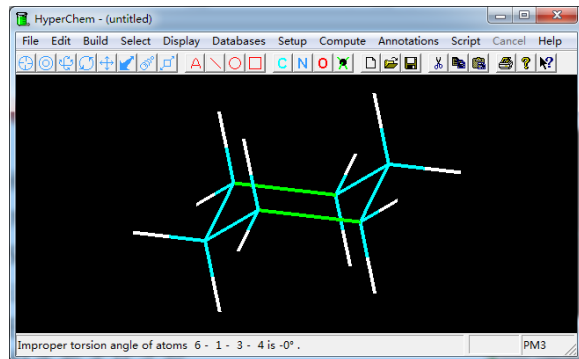 HyperChem - (untitled)
File Edit Build Select Display Databases Setup Compute Annotations Script Cancel Help
A C N O
Improper torsion angle of atoms 6 - 1 - 3 - 4 is -0° . PM3